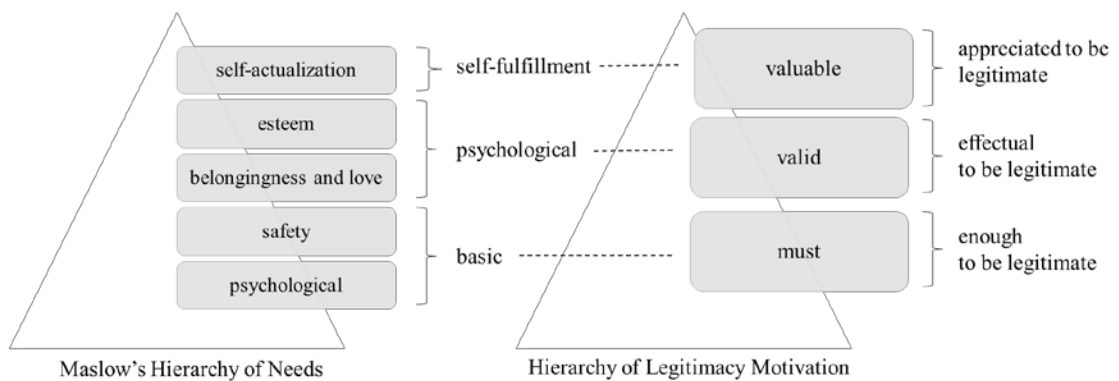 self-actualization
esteem
belongingness and love
safety
psychological
self-fulfillment
psychological
basic
valuable
valid
must
appreciated to be
legitimate
effectual
to be legitimate
enough
to be legitimate
Maslow's Hierarchy of Needs
Hierarchy of Legitimacy Motivation